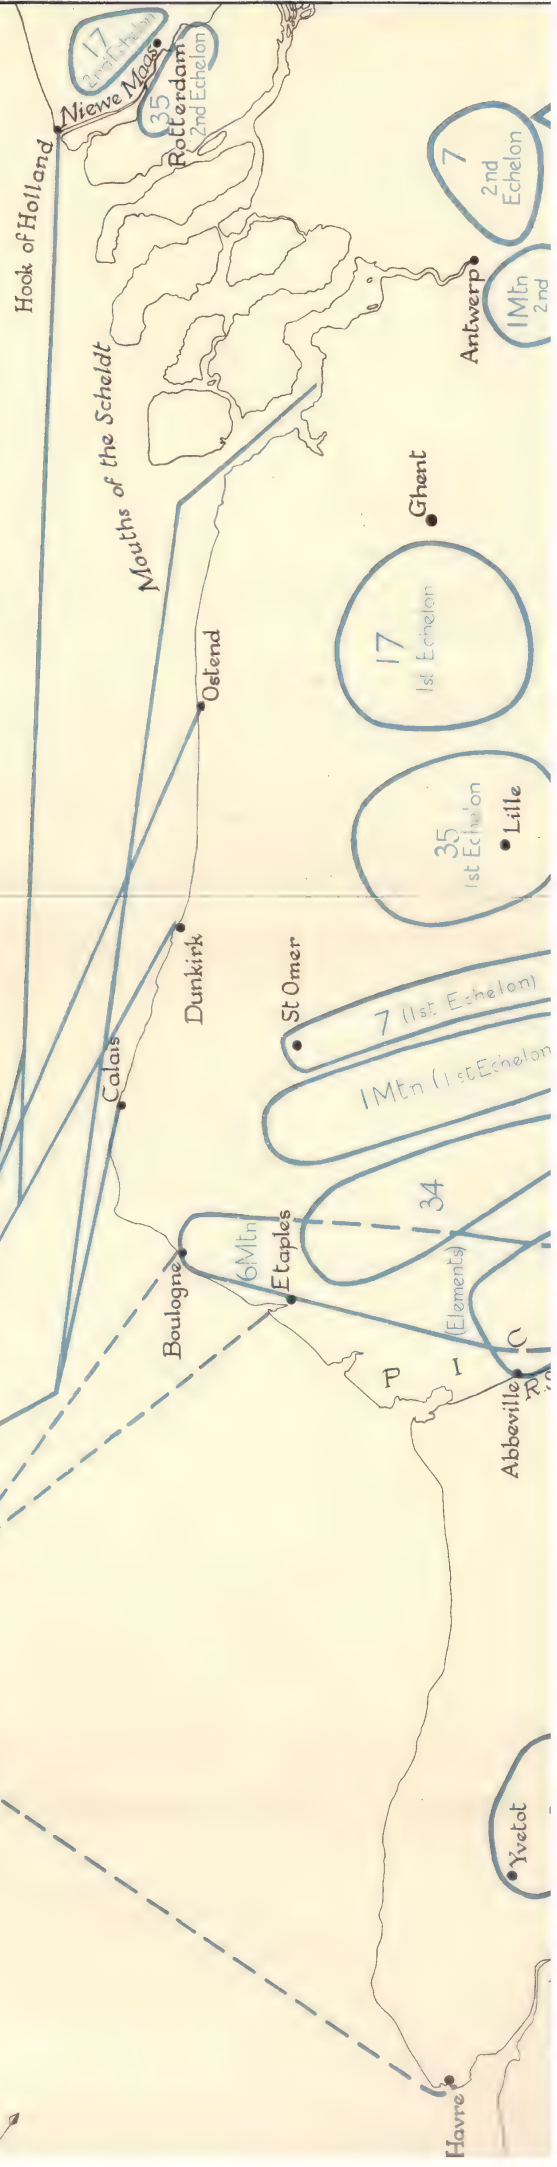 17
2nd Echelon
Niewe Maas
35
Rotterdam
2nd Echelon
Hook of Holland
7
2nd
Echelon
Antwerp
1Mtn
2nd
Mouths of the Scheldt
Ghent
17
1st Echelon
Ostend
35
1st Echelon
Lille
Dunkirk
St Omer
7 (1st Echelon)
Calais
1Mtn (1st Echelon
34
Boulogne
6Mtn
Etaples
(Elements)
P I C
Abbeville
Yvetot
Havre